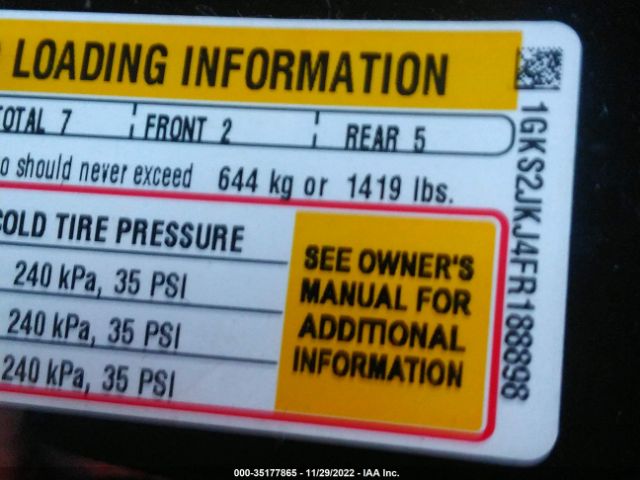 LOADING INFORMATION
TOTAL 7 FRONT 2 REAR 5
should never exceed 644 kg or 1419 lbs.
COLD TIRE PRESSURE
240 kPa, 35 PSI
240 kPa, 35 PSI
240 kPa, 35 PSI
SEE OWNER'S
MANUAL FOR
ADDITIONAL
INFORMATION
1GKS2JKJ4FR188898
000-35177865 - 11/29/2022 - IAA Inc.